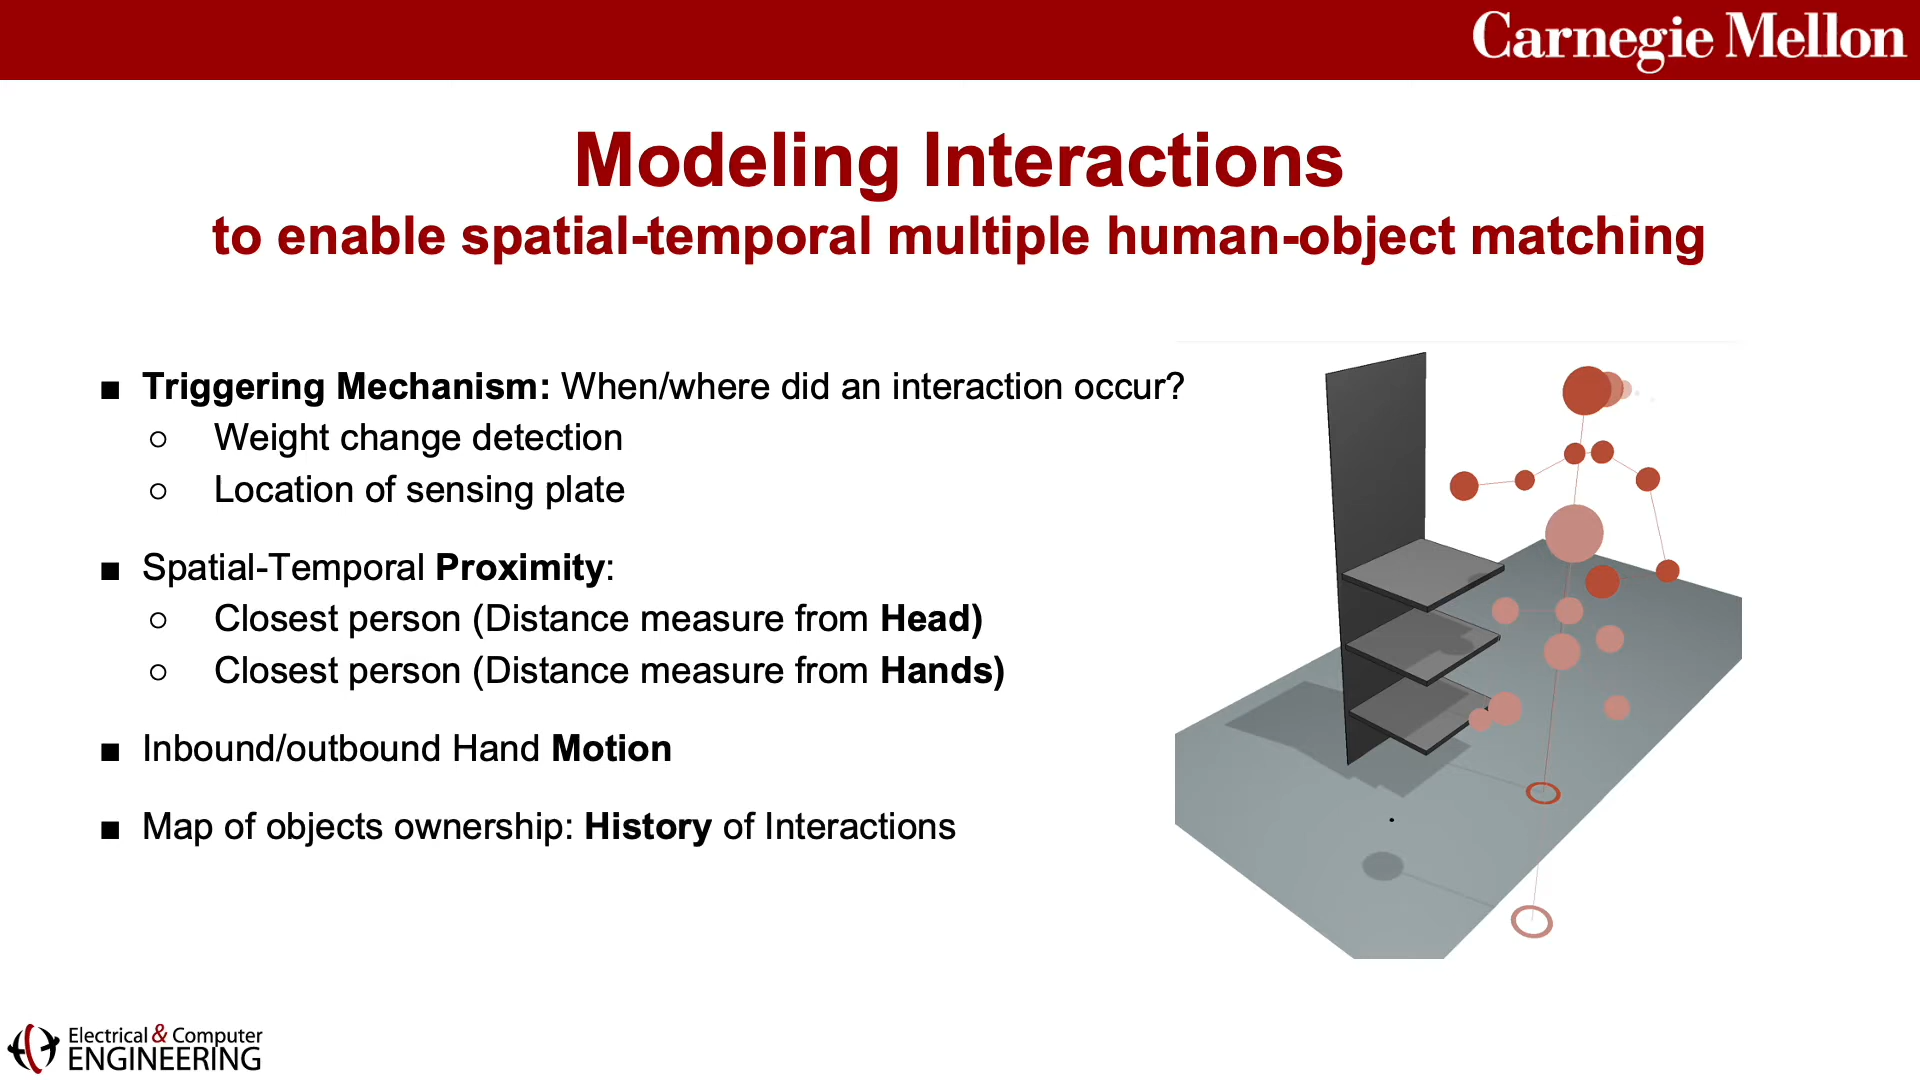 Carnegie Mellon
Modeling Interactions
to enable spatial-temporal multiple human-object matching
■ Triggering Mechanism: When/where did an interaction occur?
○ Weight change detection
○ Location of sensing plate
■ Spatial-Temporal Proximity:
○ Closest person (Distance measure from Head)
○ Closest person (Distance measure from Hands)
■ Inbound/outbound Hand Motion
■ Map of objects ownership: History of Interactions
Electrical & Computer
ENGINEERING